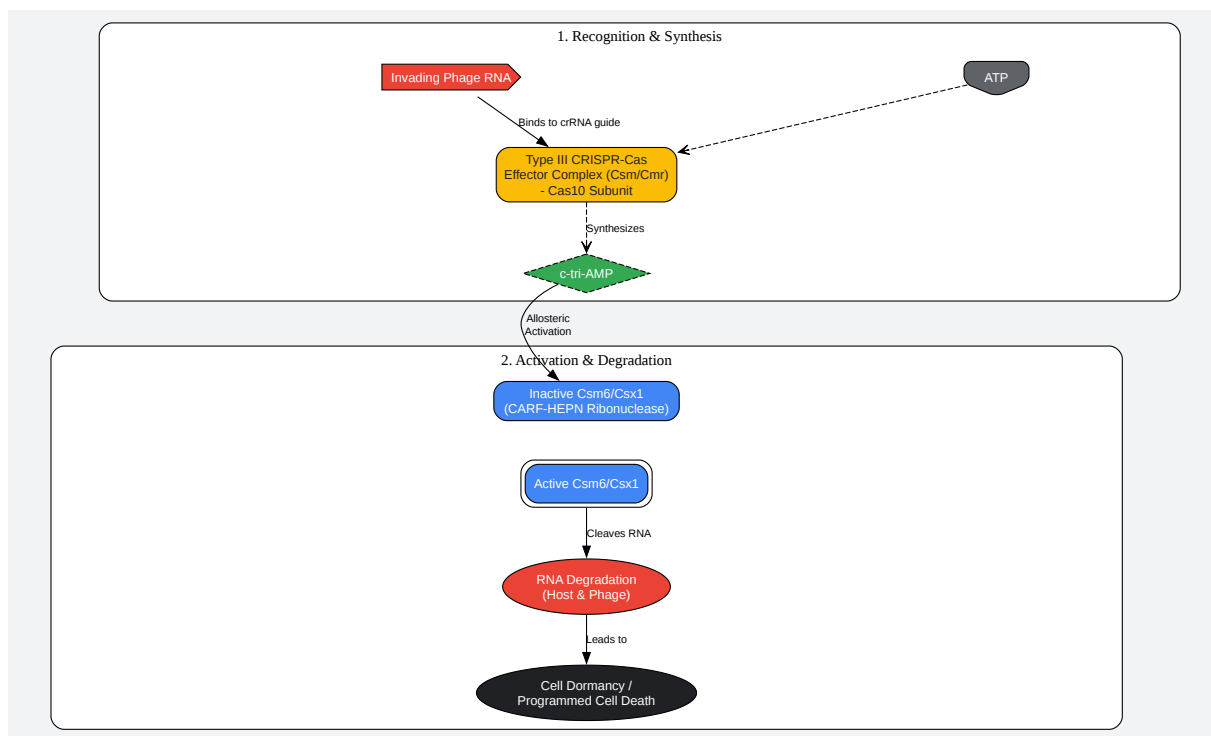 1. Recognition & Synthesis
Invading Phage RNA
ATP
Binds to crRNA guide
Type III CRISPR-Cas
Effector Complex (Csm/Cmr)
- Cas10 Subunit
Synthesizes
c-tri-AMP
Allosteric
Activation
2. Activation & Degradation
Inactive Csm6/Csx1
(CARF-HEPN Ribonuclease)
Active Csm6/Csx1
Cleaves RNA
RNA Degradation
(Host & Phage)
Leads to
Cell Dormancy /
Programmed Cell Death